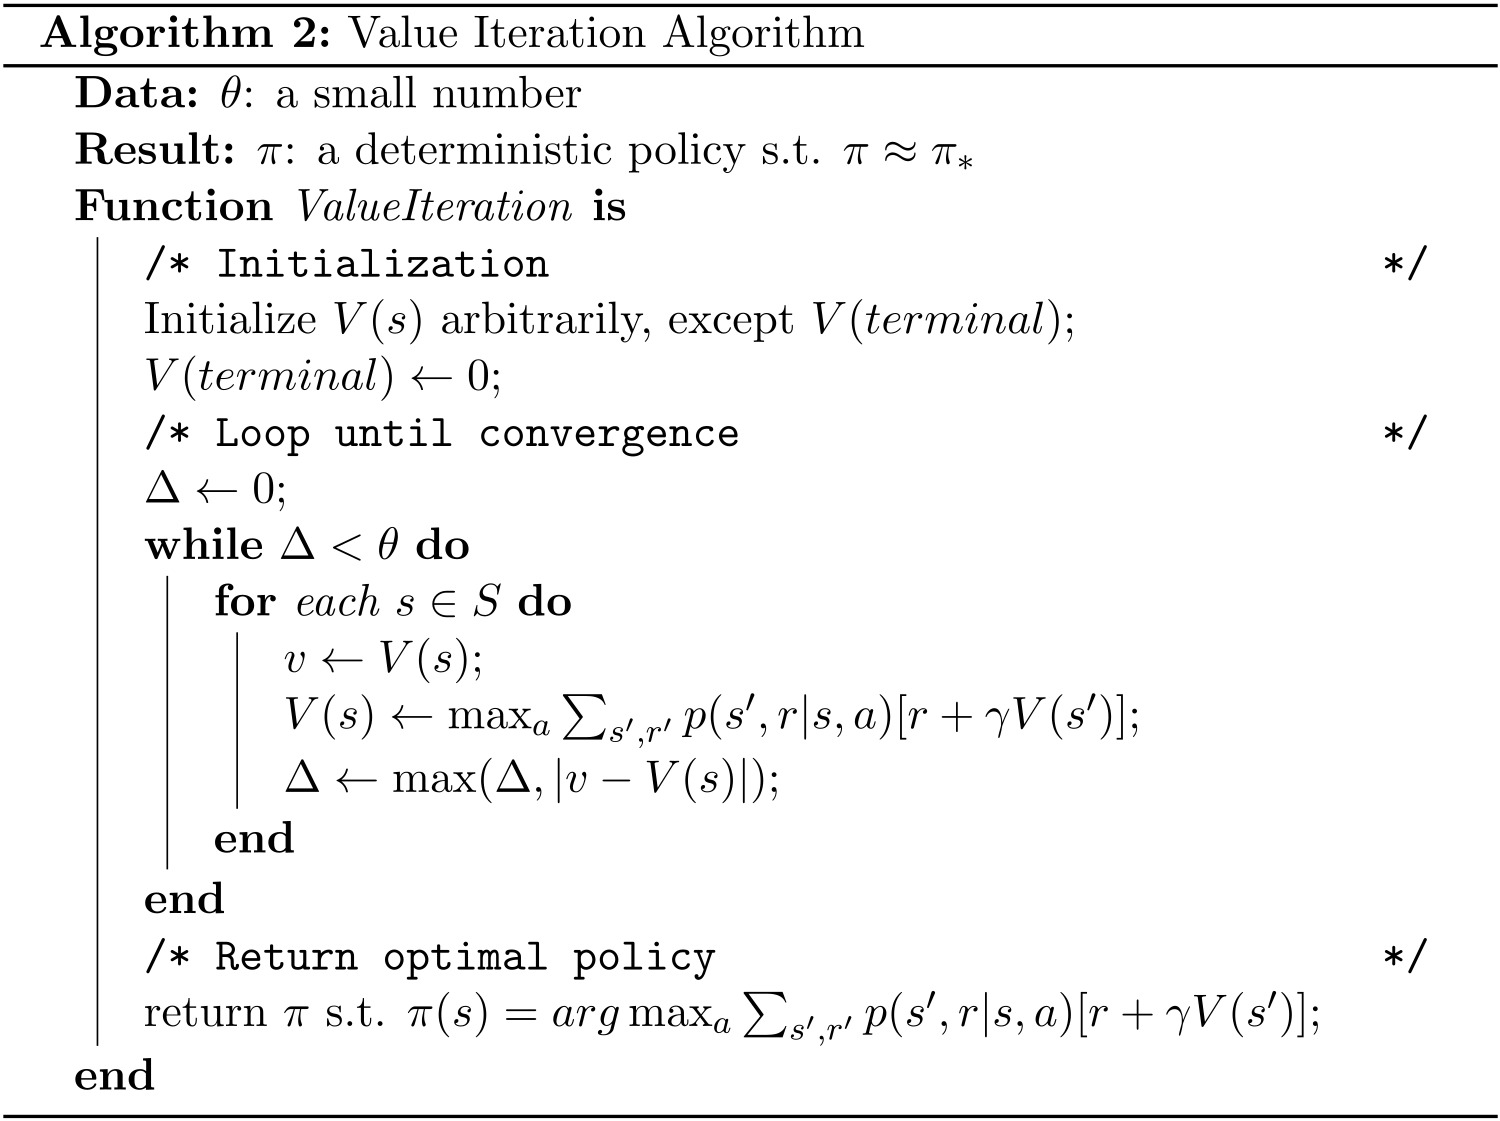 Algorithm 2: Value Iteration Algorithm
Data: θ: a small number
Result: π: a deterministic policy s.t. π ≈ π∗
Function ValueIteration is
/* Initialization */
Initialize V(s) arbitrarily, except V(terminal);
V(terminal) ← 0;
/* Loop until convergence */
Δ ← 0;
while Δ < θ do
for each s ∈ S do
v ← V(s);
V(s) ← maxₐ ∑ₛ′,ᵣ′ p(s′, r|s, a)[r + γV(s′)];
Δ ← max(Δ, |v − V(s)|);
end
end
/* Return optimal policy */
return π s.t. π(s) = arg maxₐ ∑ₛ′,ᵣ′ p(s′, r|s, a)[r + γV(s′)];
end